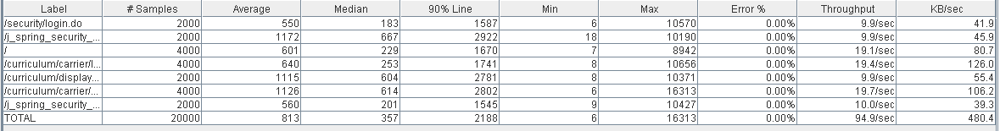 Label # Samples Average Median 90% Line Min Max Error % Throughput KB/sec
/security/login.do 2000 550 183 1587 6 10570 0.00% 9.9/sec 41.9
/j_spring_security_... 2000 1172 667 2922 18 10190 0.00% 9.9/sec 45.9
/ 4000 601 229 1670 7 8942 0.00% 19.1/sec 80.7
/curriculum/carrier/l... 4000 640 253 1741 8 10656 0.00% 19.4/sec 126.0
/curriculum/display... 2000 1115 604 2781 8 10371 0.00% 9.9/sec 55.4
/curriculum/carrier/... 4000 1126 614 2802 6 16313 0.00% 19.7/sec 106.2
/j_spring_security_... 2000 560 201 1545 9 10427 0.00% 10.0/sec 39.3
TOTAL 20000 813 357 2188 6 16313 0.00% 94.9/sec 480.4